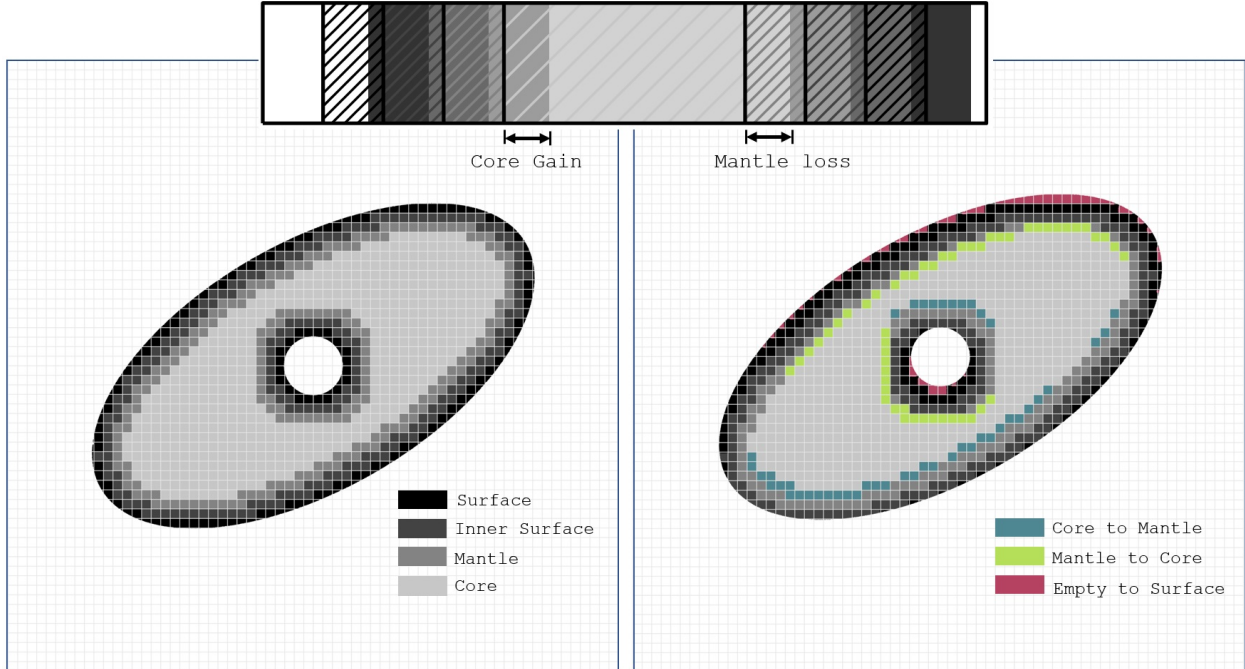 Core Gain
Mantle loss
Surface
Inner Surface
Mantle
Core
Core to Mantle
Mantle to Core
Empty to Surface